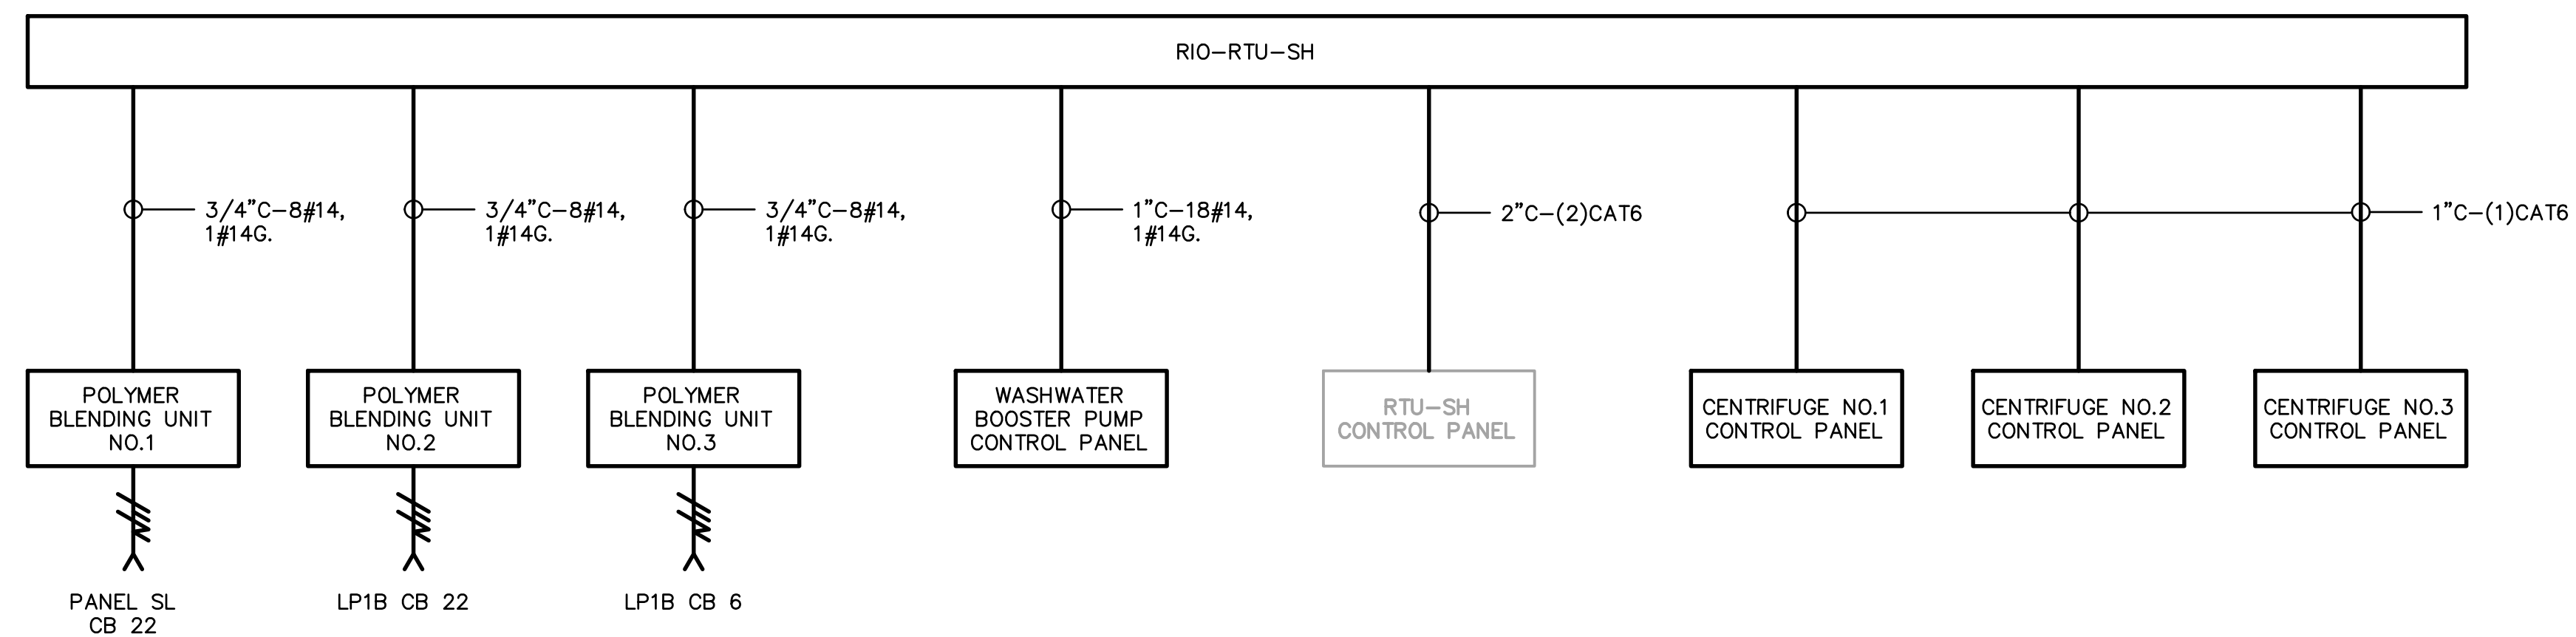 RIO-RTU-SH
3/4"C-8#14,
1#14G.
3/4"C-8#14,
1#14G.
3/4"C-8#14,
1#14G.
1"C-18#14,
1#14G.
2"C-(2)CAT6
1"C-(1)CAT6
POLYMER
BLENDING UNIT
NO.1
POLYMER
BLENDING UNIT
NO.2
POLYMER
BLENDING UNIT
NO.3
WASHWATER
BOOSTER PUMP
CONTROL PANEL
RTU-SH
CONTROL PANEL
CENTRIFUGE NO.1
CONTROL PANEL
CENTRIFUGE NO.2
CONTROL PANEL
CENTRIFUGE NO.3
CONTROL PANEL
PANEL SL
CB 22
LP1B CB 22
LP1B CB 6